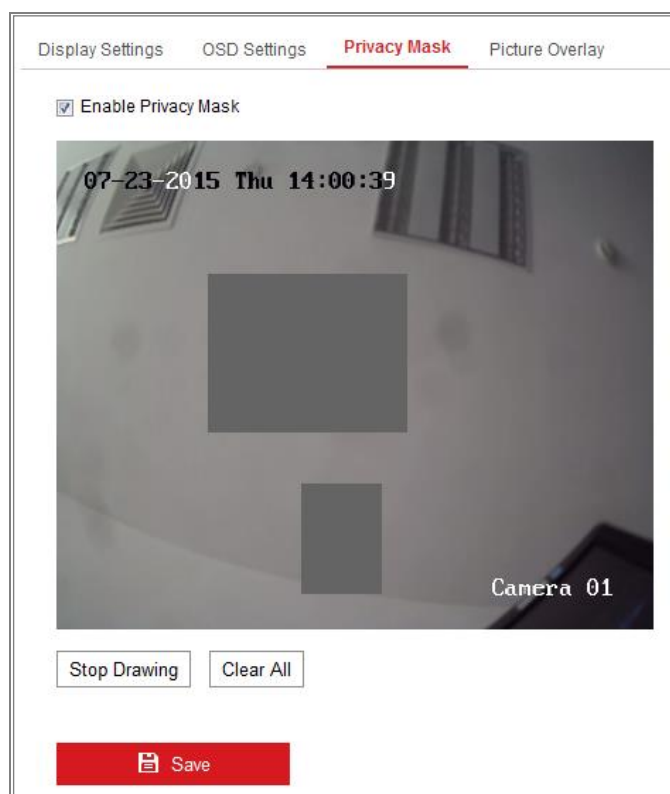 Display Settings OSD Settings Privacy Mask Picture Overlay
Enable Privacy Mask
07-23-2015 Thu 14:00:39
Camera 01
Stop Drawing Clear All
Save